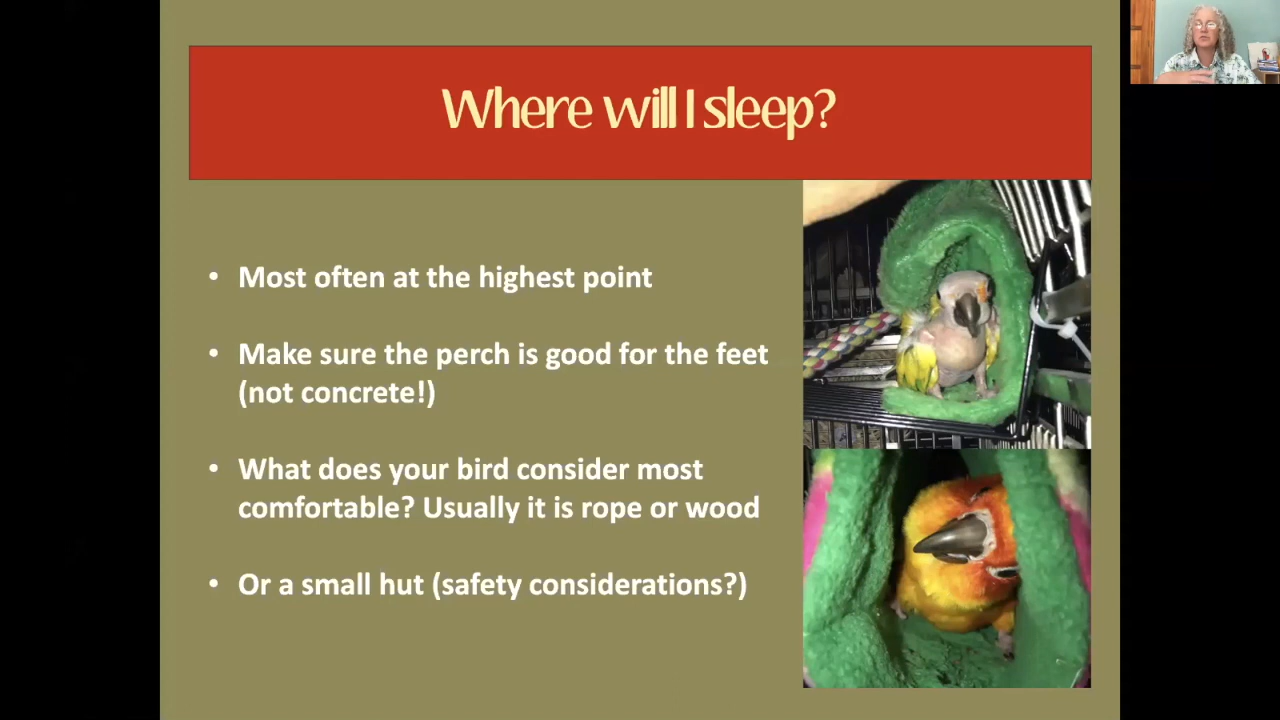 Where will I sleep?
• Most often at the highest point
• Make sure the perch is good for the feet
(not concrete!)
• What does your bird consider most
comfortable? Usually it is rope or wood
• Or a small hut (safety considerations?)